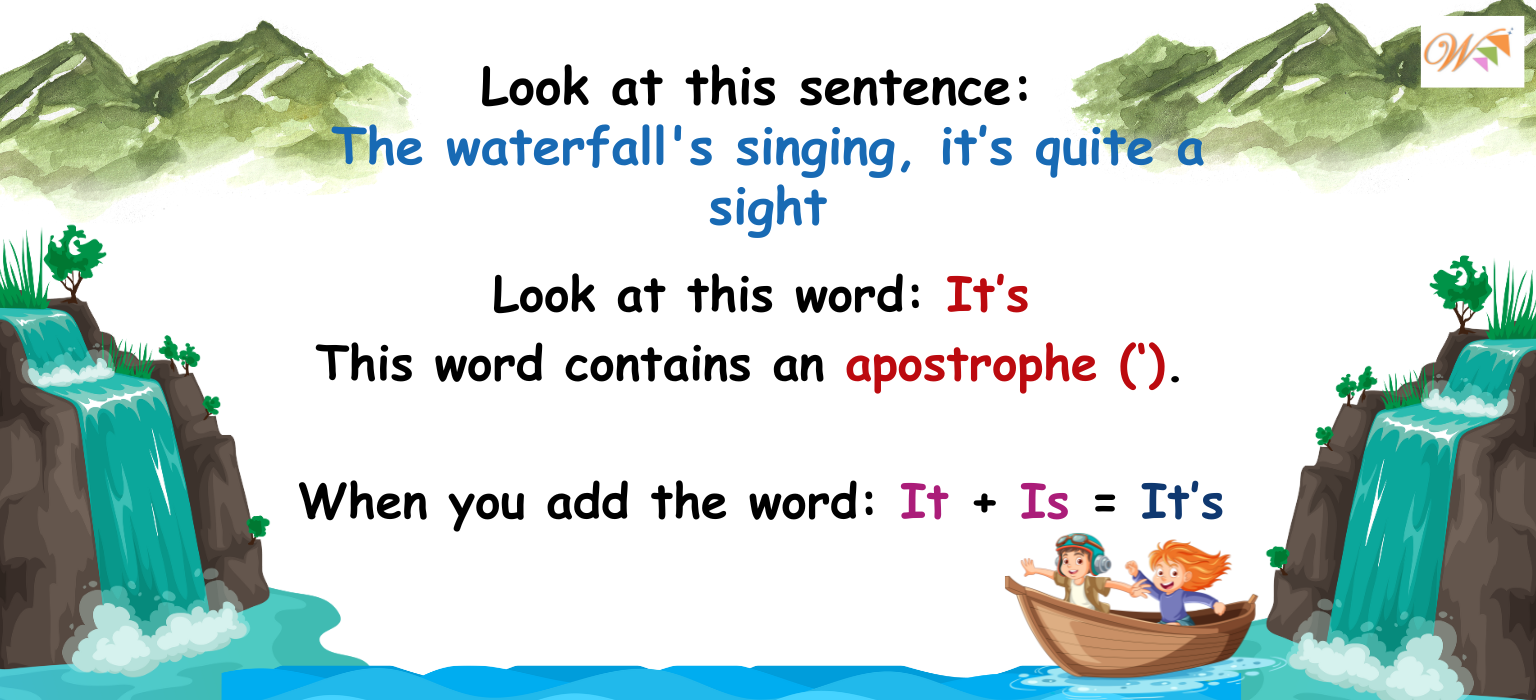 Look at this sentence:
The waterfall's singing, it’s quite a
sight
Look at this word: It’s
This word contains an apostrophe (‘).
When you add the word: It + Is = It’s
W